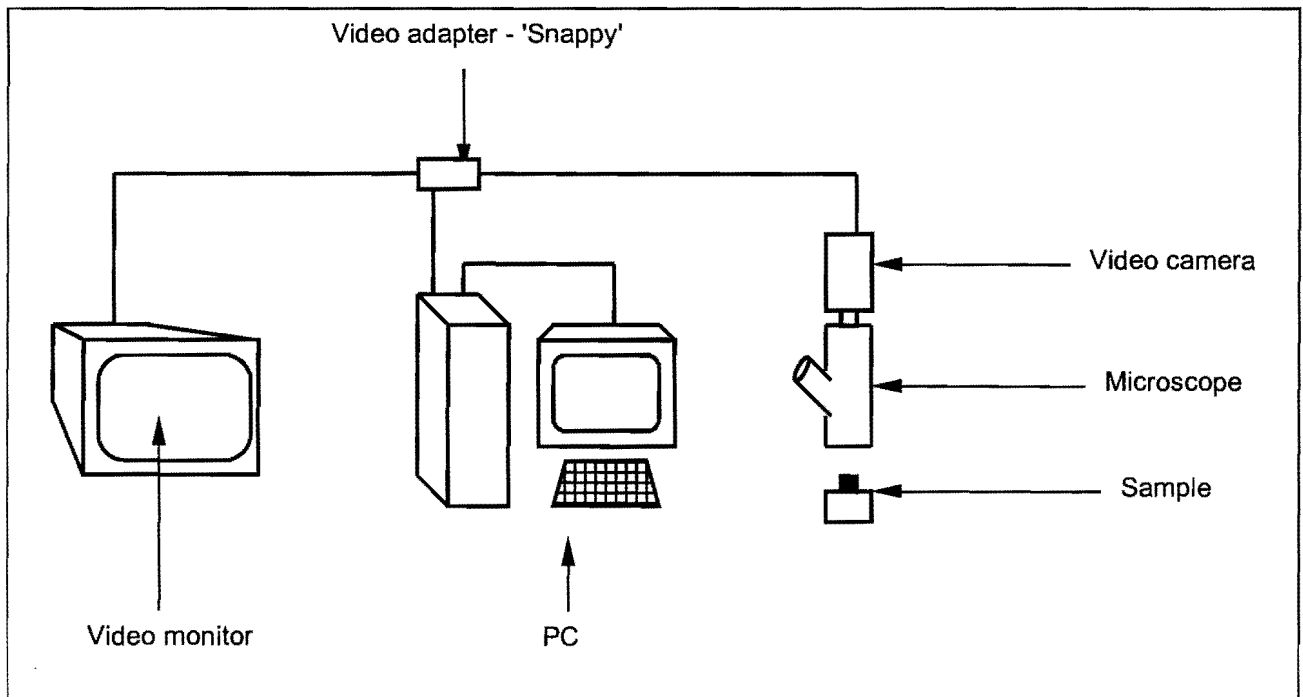 Video adapter - 'Snappy'
Video camera
Microscope
Sample
Video monitor
PC